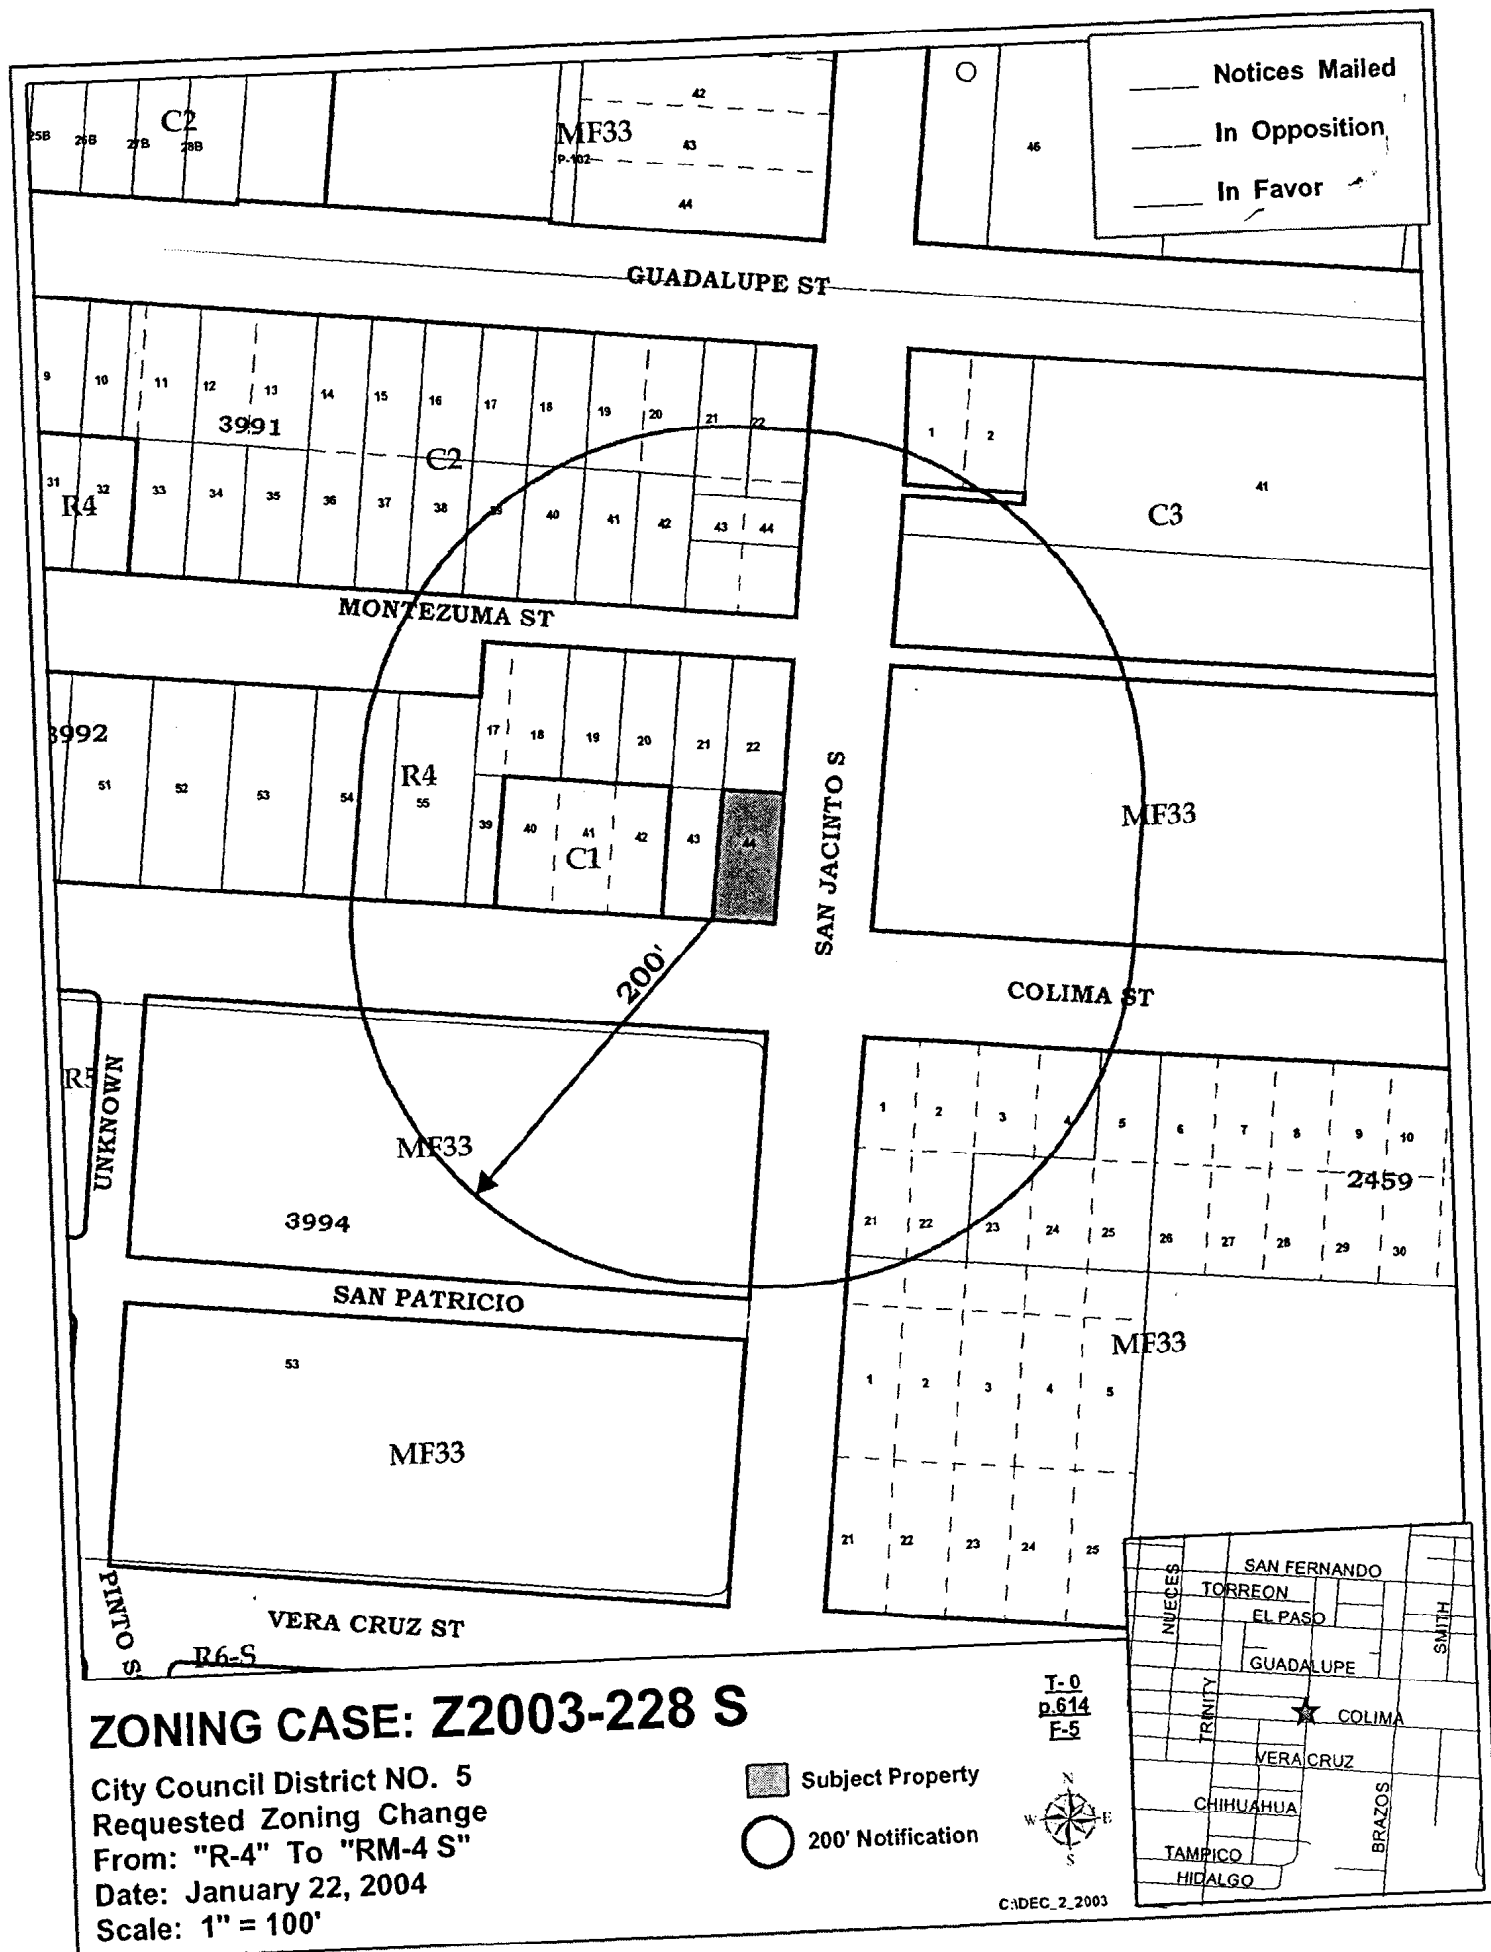 Notices Mailed
In Opposition
In Favor
C2
25B 26B 27B 28B
MF33
P-102
42
43
44
46
GUADALUPE ST
9 10 11 12 13 14 15 16 17 18 19 20 21 22
3991
C2
31 32 33 34 35 36 37 38 39 40 41 42 43 44
R4
1 2
41
C3
MONTEZUMA ST
3992
51 52 53 54 55
R4
17 18 19 20 21 22
39 40 41 42 43 44
C1
SAN JACINTO S
MF33
200'
COLIMA ST
R5
UNKNOWN
MF33
3994
1 2 3 4 5 6 7 8 9 10
2459
21 22 23 24 25 26 27 28 29 30
SAN PATRICIO
53
MF33
MF33
1 2 3 4 5
21 22 23 24 25
PINTO S
VERA CRUZ ST
R6-S
SAN FERNANDO
NUECES
TORREON
EL PASO
SMITH
GUADALUPE
TRINITY
COLIMA
VERA CRUZ
CHIHUAHUA
BRAZOS
TAMPICO
HIDALGO
ZONING CASE: Z2003-228 S
City Council District NO. 5
Requested Zoning Change
From: "R-4" To "RM-4 S"
Date: January 22, 2004
Scale: 1" = 100'
Subject Property
200' Notification
T- 0
p.614
F-5
N
W E
S
C:\DEC_2_2003